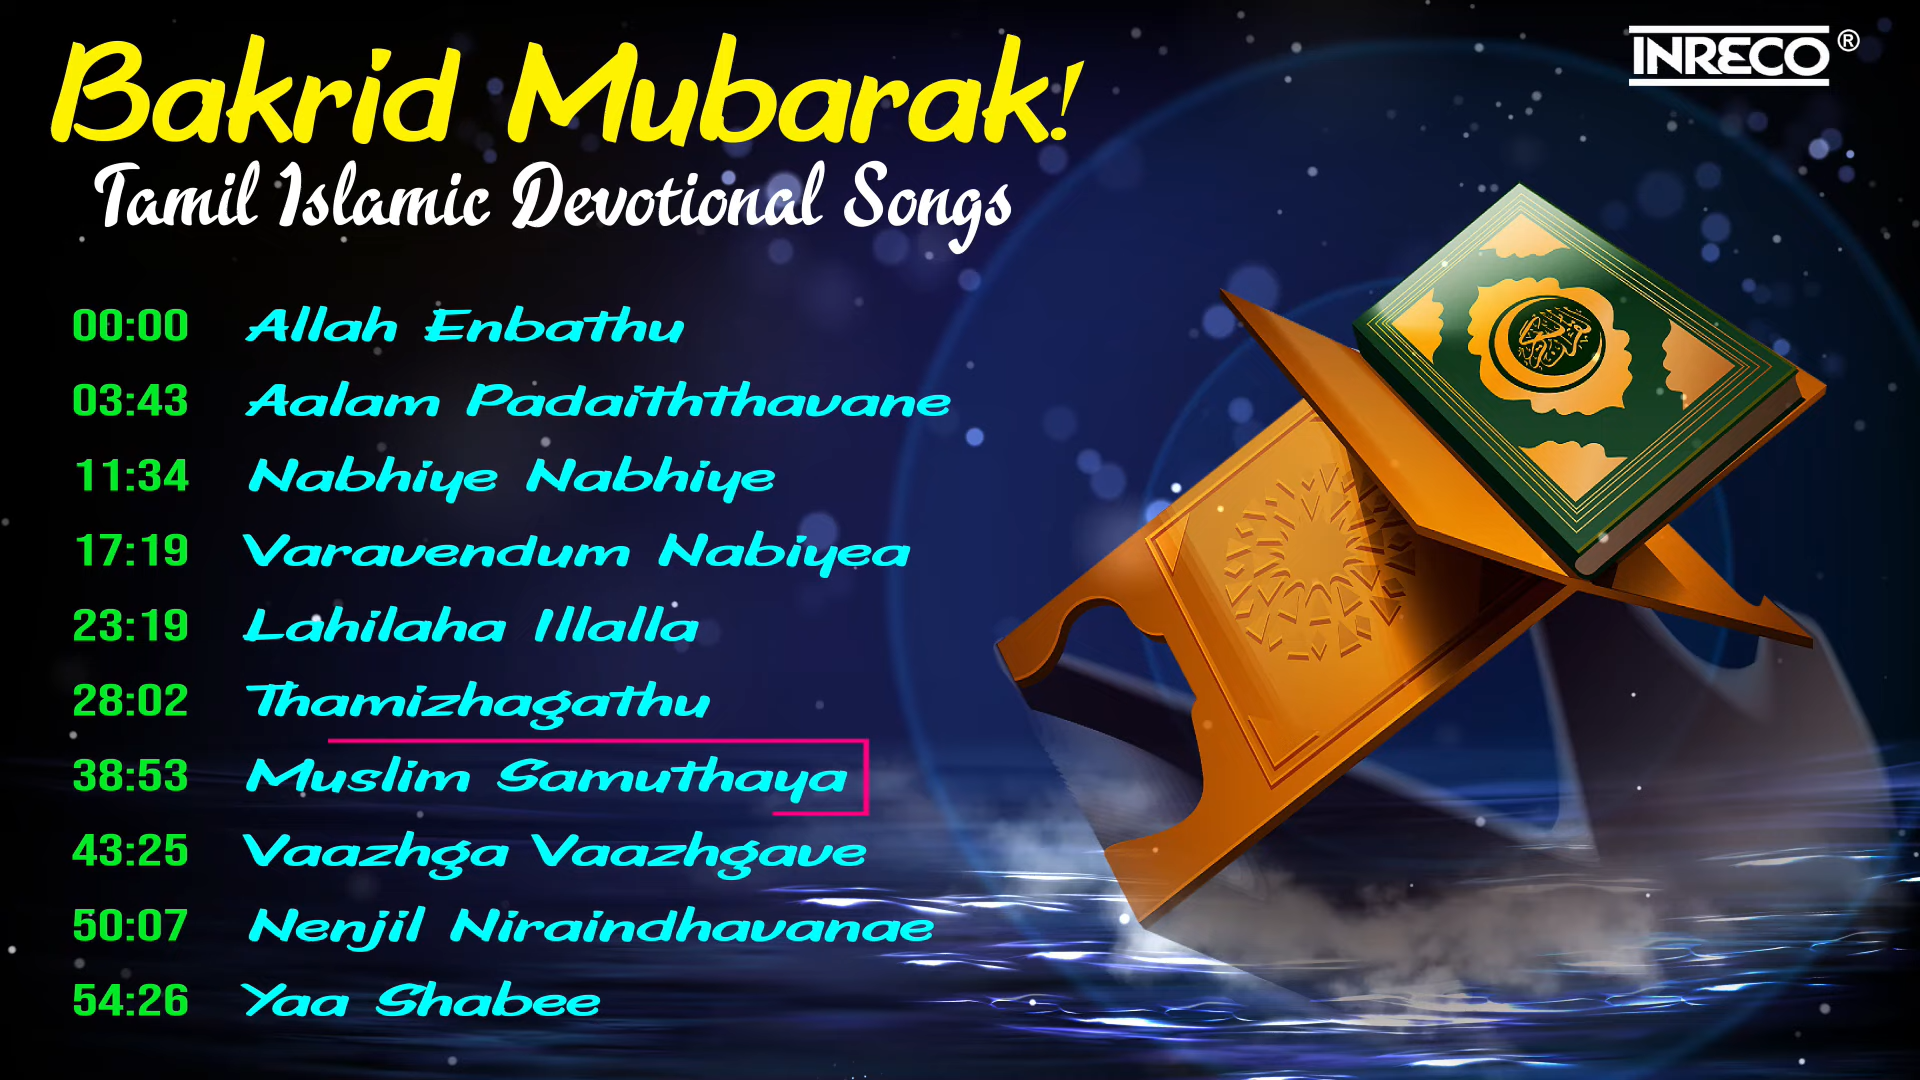 Bakrid Mubarak!
INRECO®
Tamil Islamic Devotional Songs
00:00 Allah Enbathu
03:43 Aalam Padaiththavane
11:34 Nabhiye Nabhiye
17:19 Varavendum Nabiyea
23:19 Lahilaha Illalla
28:02 Thamizhagathu
38:53 Muslim Samuthaya
43:25 Vaazhga Vaazhgave
50:07 Nenjil Niraindhavanae
54:26 Yaa Shabee